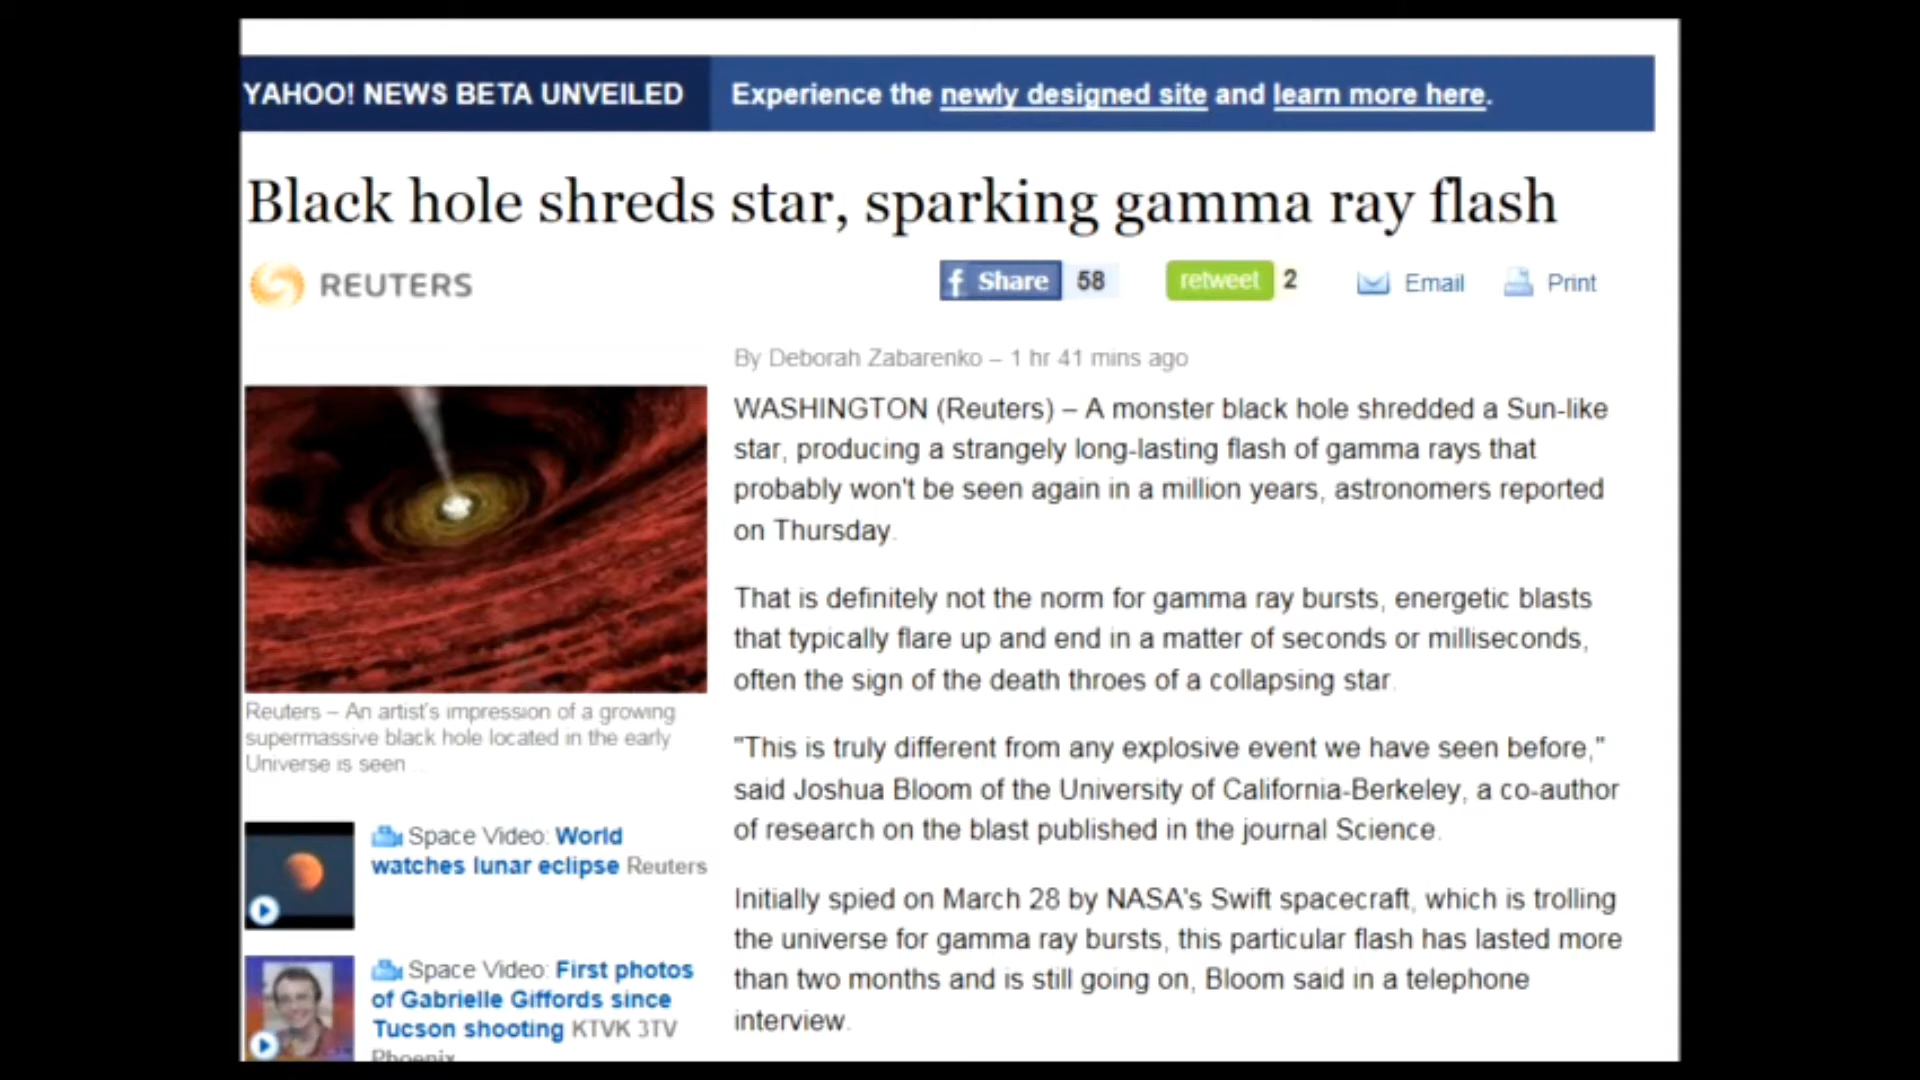 YAHOO! NEWS BETA UNVEILED
Experience the newly designed site and learn more here.
Black hole shreds star, sparking gamma ray flash
REUTERS
f Share 58
retweet 2
Email
Print
By Deborah Zabarenko – 1 hr 41 mins ago
WASHINGTON (Reuters) – A monster black hole shredded a Sun-like
star, producing a strangely long-lasting flash of gamma rays that
probably won't be seen again in a million years, astronomers reported
on Thursday.
That is definitely not the norm for gamma ray bursts, energetic blasts
that typically flare up and end in a matter of seconds or milliseconds,
often the sign of the death throes of a collapsing star.
"This is truly different from any explosive event we have seen before,"
said Joshua Bloom of the University of California-Berkeley, a co-author
of research on the blast published in the journal Science.
Initially spied on March 28 by NASA's Swift spacecraft, which is trolling
the universe for gamma ray bursts, this particular flash has lasted more
than two months and is still going on, Bloom said in a telephone
interview.
Reuters – An artist's impression of a growing
supermassive black hole located in the early
Universe is seen ...
Space Video: World
watches lunar eclipse Reuters
Space Video: First photos
of Gabrielle Giffords since
Tucson shooting KTVK 3TV
Phoenix